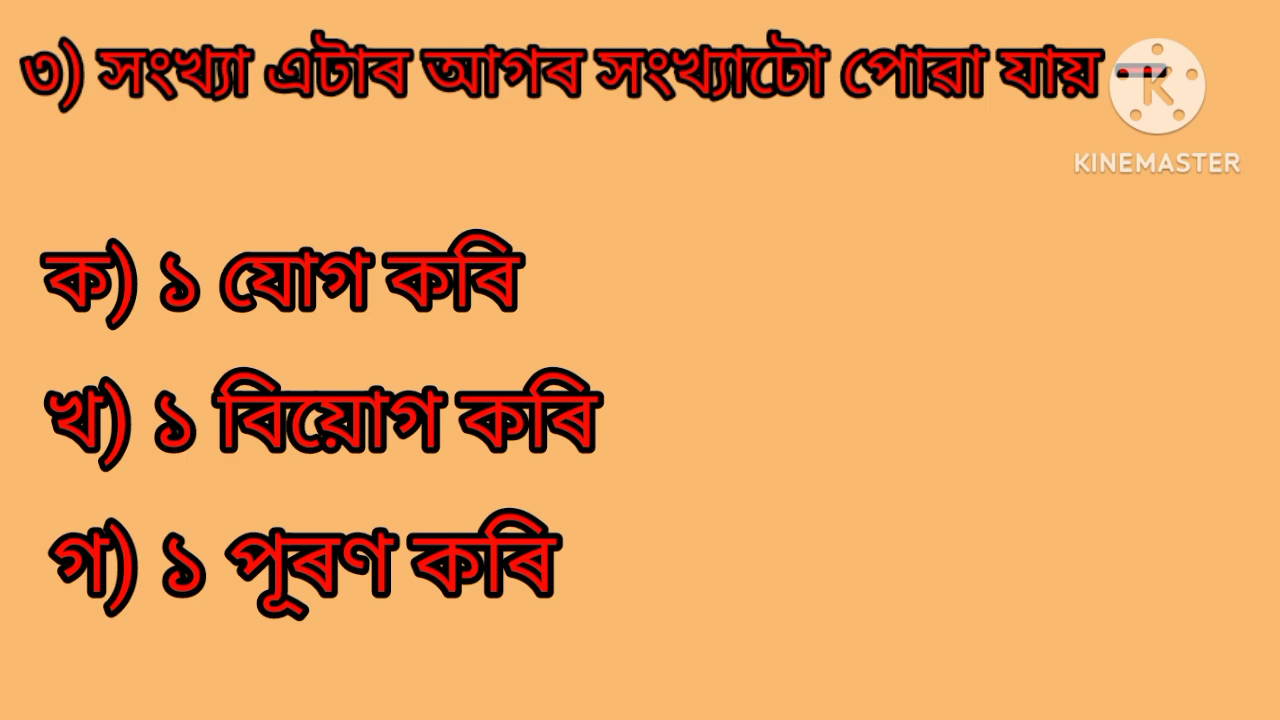 ৩) সংখ্যা এটাৰ আগৰ সংখ্যাটো পোৱা যায় -
KINEMASTER
ক) ১ যোগ কৰি
খ) ১ বিয়োগ কৰি
গ) ১ পূৰণ কৰি